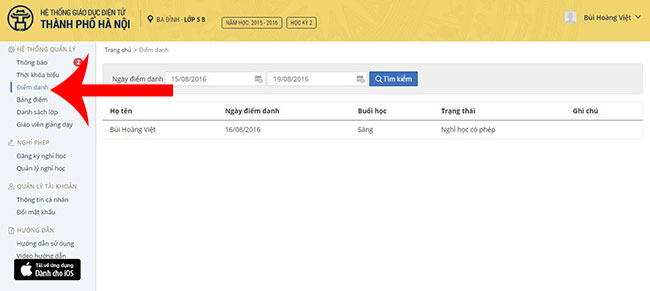 HỆ THỐNG GIÁO DỤC ĐIỆN TỬ
THÀNH PHỐ HÀ NỘI
BA ĐÌNH - LỚP 5 B
NĂM HỌC: 2015 - 2016
HỌC KỲ 2
Bùi Hoàng Việt
HỆ THỐNG QUẢN LÝ
Thông báo
2
Thời khóa biểu
Điểm danh
Bảng điểm
Danh sách lớp
Giáo viên giảng dạy
NGHỈ PHÉP
Đăng ký nghỉ học
Quản lý nghỉ học
QUẢN LÝ TÀI KHOẢN
Thông tin cá nhân
Đổi mật khẩu
HƯỚNG DẪN
Hướng dẫn sử dụng
Video hướng dẫn
Tải về ứng dụng
Dành cho iOS
Trang chủ > Điểm danh
Ngày điểm danh 15/08/2016 19/08/2016 Tìm kiếm
Họ tên Ngày điểm danh Buổi học Trạng thái Ghi chú
Bùi Hoàng Việt 16/08/2016 Sáng Nghỉ học có phép